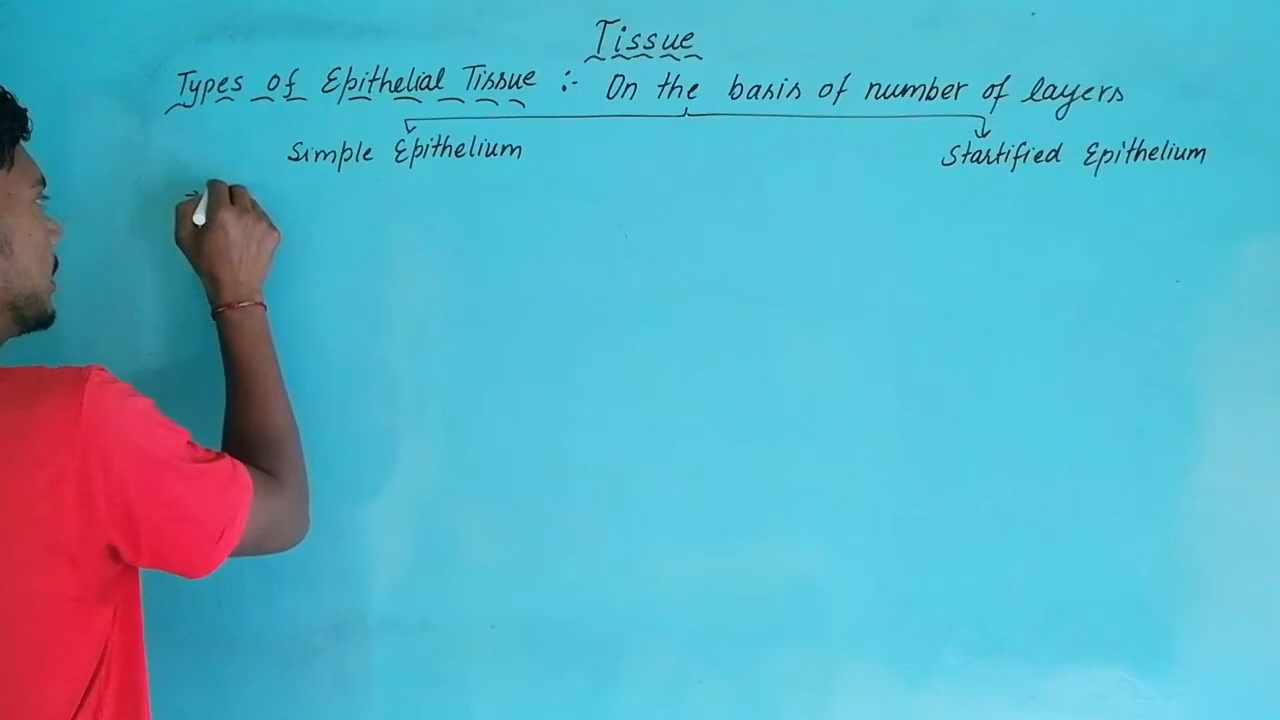 Tissue
Types of Epithelial Tissue :- On the basis of number of layers
Simple Epithelium
Startified Epithelium